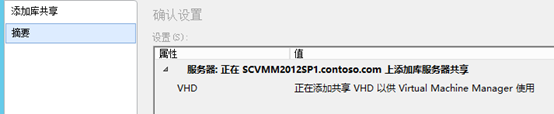 添加库共享
摘要
确认设置
设置(S):
属性 值
服务器: 正在 SCVMM2012SP1.contoso.com 上添加库服务器共享
VHD 正在添加共享 VHD 以供 Virtual Machine Manager 使用